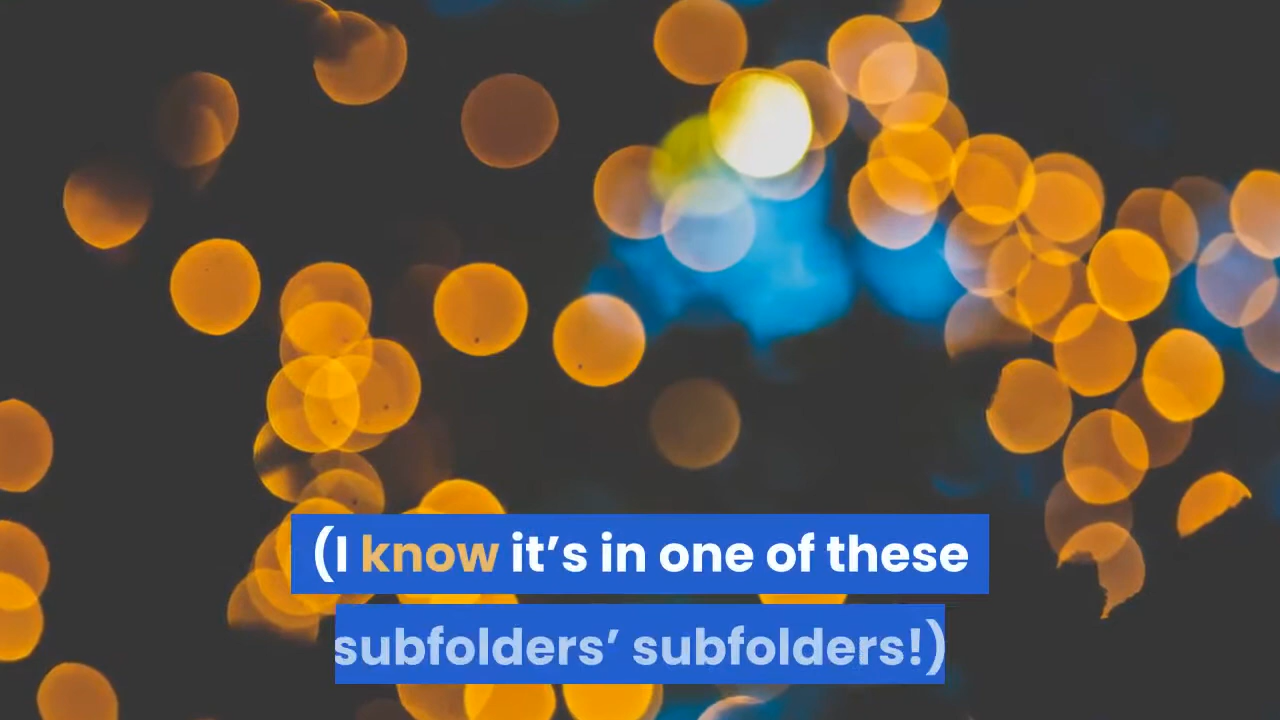 (I know it’s in one of these
subfolders’ subfolders!)